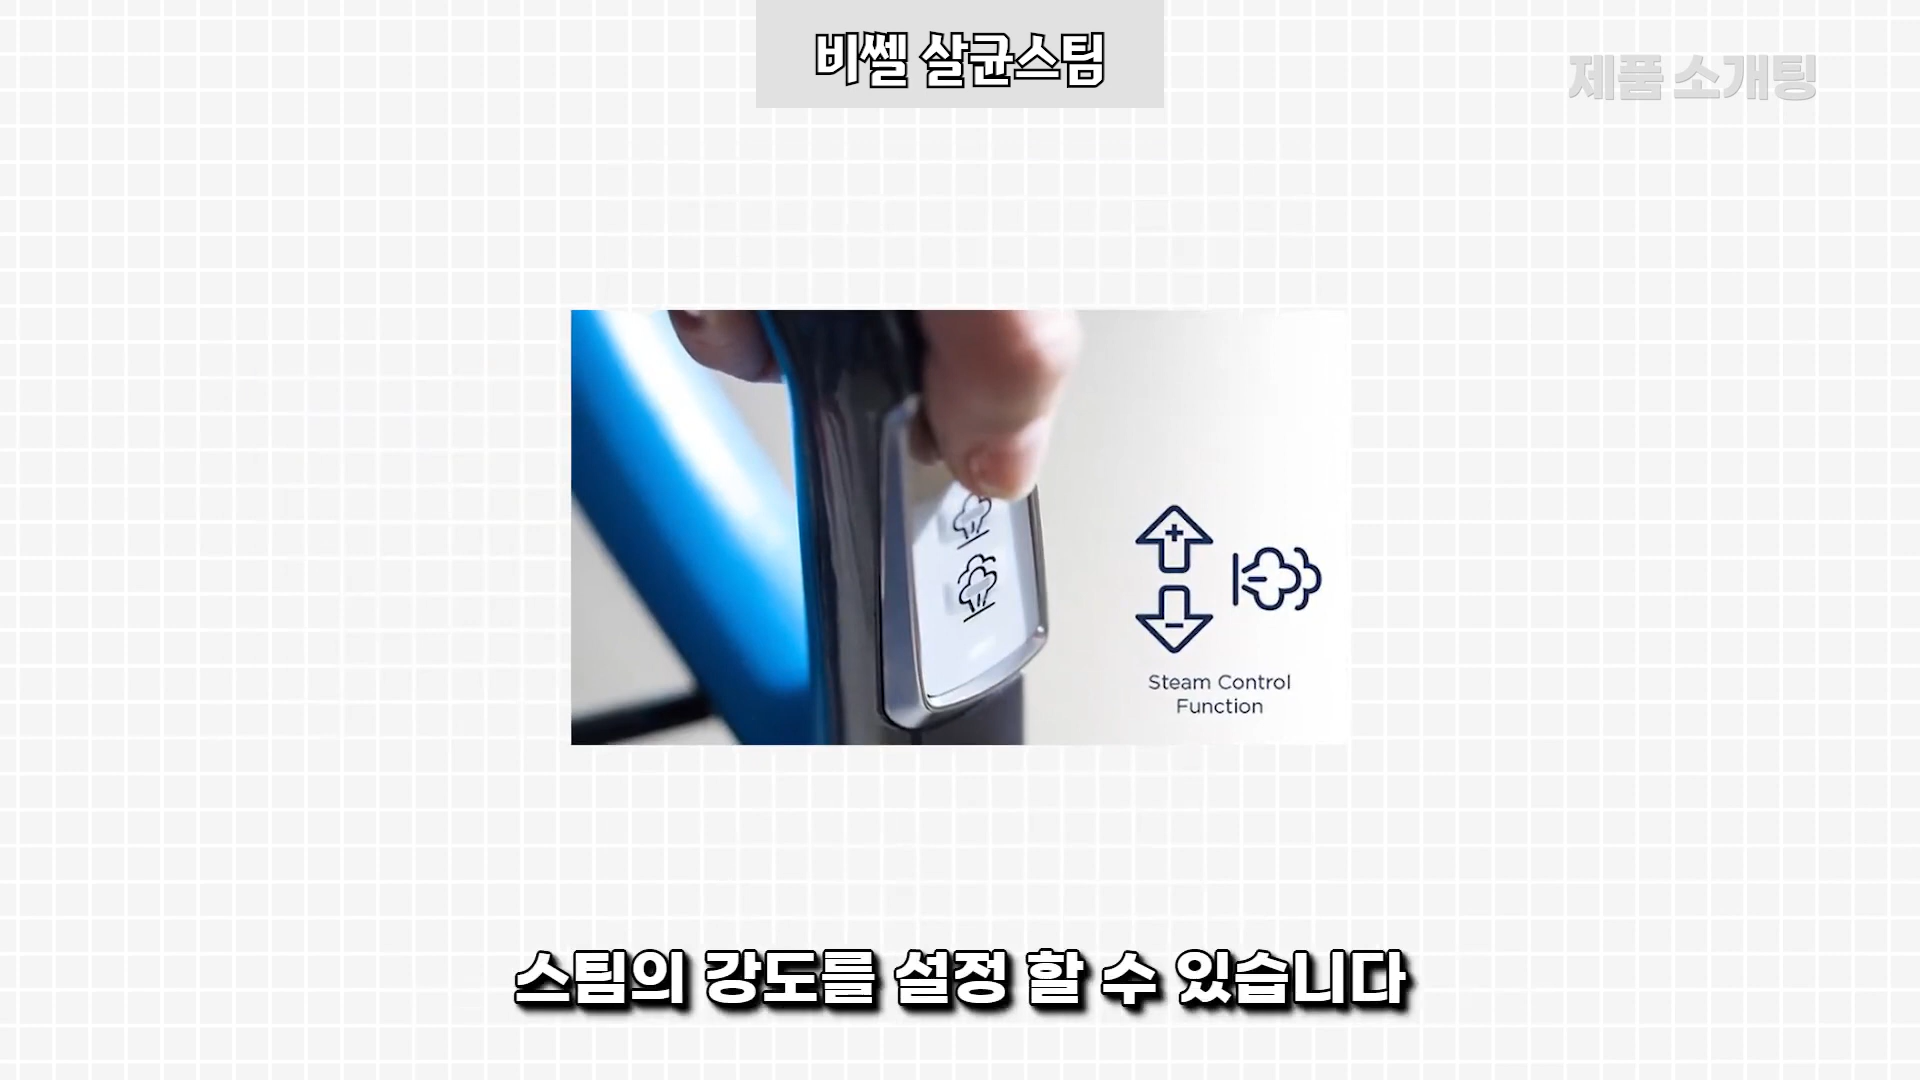 비쎌 살균스팀
제품 소개팅
Steam Control
Function
스팀의 강도를 설정 할 수 있습니다